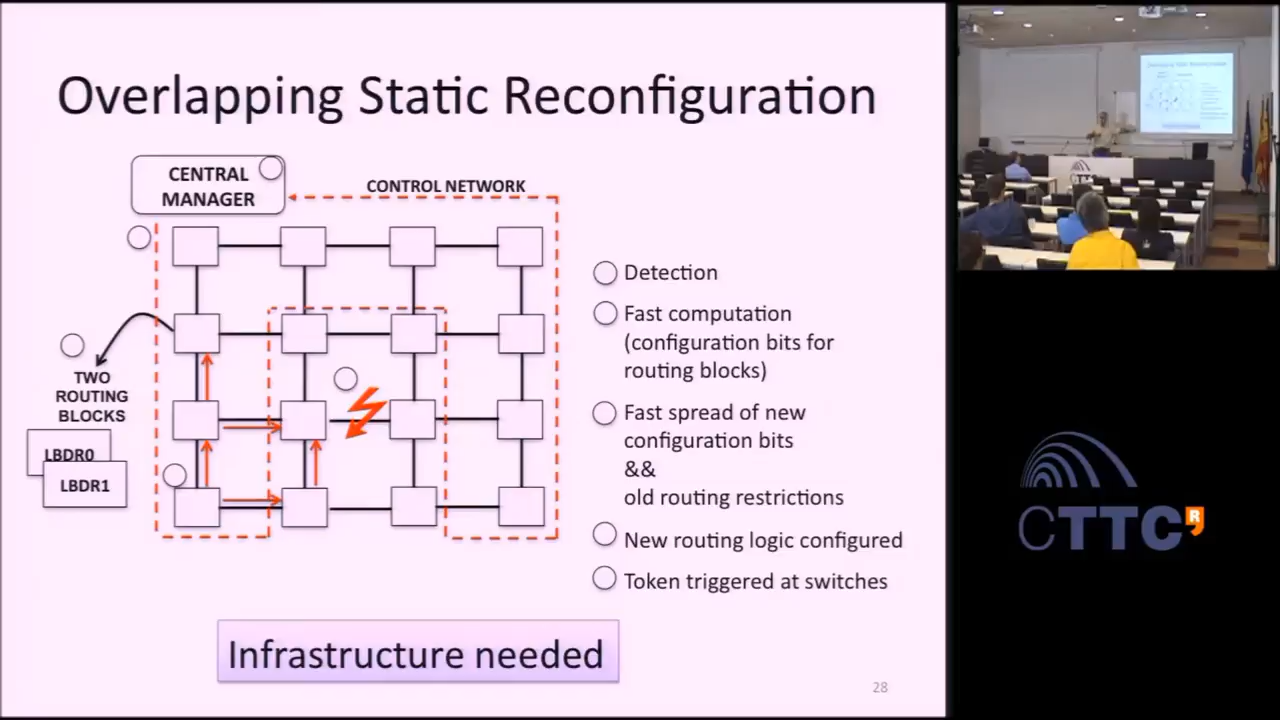 Overlapping Static Reconfiguration
CENTRAL
MANAGER
CONTROL NETWORK
TWO
ROUTING
BLOCKS
LBDR0
LBDR1
Detection
Fast computation
(configuration bits for
routing blocks)
Fast spread of new
configuration bits
&&
old routing restrictions
New routing logic configured
Token triggered at switches
Infrastructure needed
28
CTTC
R
CTTC